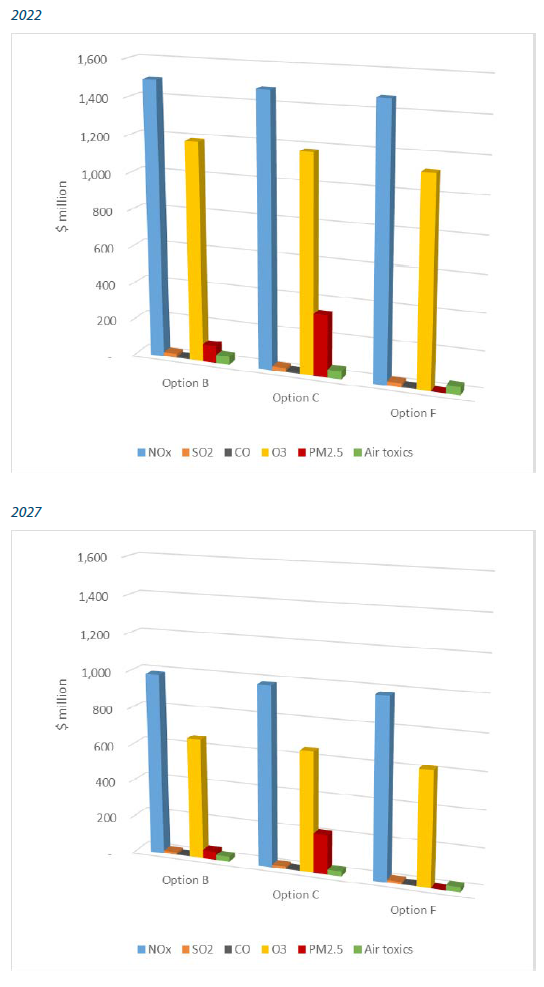 2022
1,600
1,400
1,200
1,000
800
600
400
200
-
$ million
Option B
Option C
Option F
NOx SO2 CO O3 PM2.5 Air toxics
2027
1,600
1,400
1,200
1,000
800
600
400
200
-
$ million
Option B
Option C
Option F
NOx SO2 CO O3 PM2.5 Air toxics